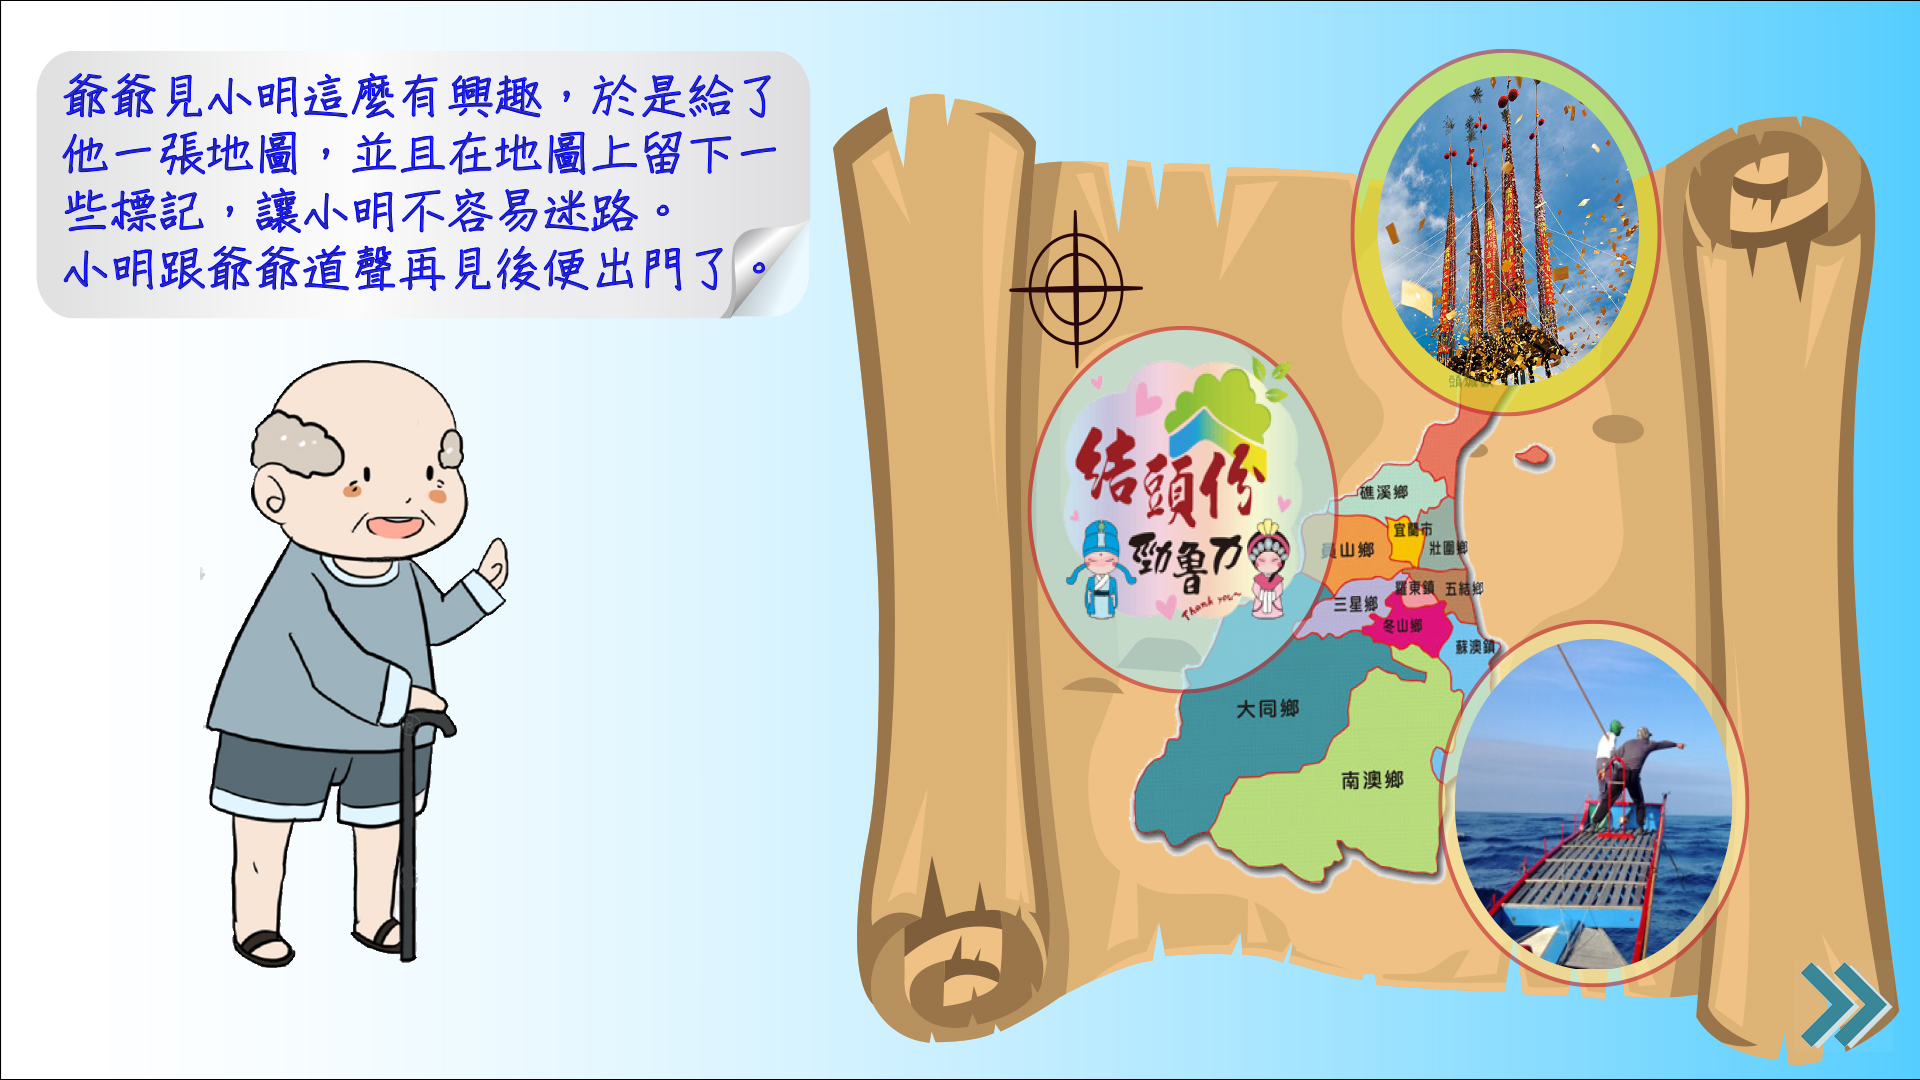 爺爺見小明這麼有興趣，於是給了
他一張地圖，並且在地圖上留下一
些標記，讓小明不容易迷路。
小明跟爺爺道聲再見後便出門了。
結頭份
勁魯力
Thank you~
礁溪鄉
宜蘭市
員山鄉
壯圍鄉
羅東鎮
五結鄉
三星鄉
冬山鄉
蘇澳鎮
大同鄉
南澳鄉